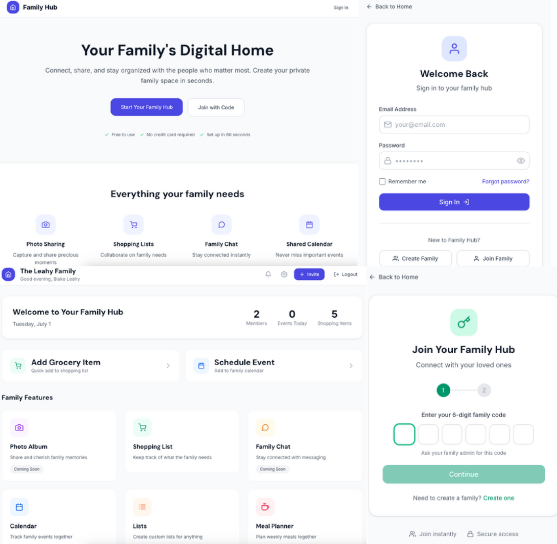 Family Hub
Sign In
Your Family's Digital Home
Connect, share, and stay organized with the people who matter most. Create your private
family space in seconds.
Start Your Family Hub
Join with Code
✓ Free to use ✓ No credit card required ✓ Set up in 60 seconds
Everything your family needs
Photo Sharing
Capture and share precious
moments
Shopping Lists
Collaborate on family needs
Family Chat
Stay connected instantly
Shared Calendar
Never miss important events
← Back to Home
Welcome Back
Sign in to your family hub
Email Address
your@email.com
Password
Remember me
Forgot password?
Sign In
New to Family Hub?
Create Family
Join Family
The Leahy Family
Good evening, Blake Leahy
+ Invite
Logout
Welcome to Your Family Hub
Tuesday, July 1
2
Members
0
Events Today
5
Shopping Items
Add Grocery Item
Quick add to shopping list
Schedule Event
Add to family calendar
Family Features
Photo Album
Share and cherish family memories
Coming Soon
Shopping List
Keep track of what the family needs
Family Chat
Stay connected with messaging
Coming Soon
Calendar
Track family events together
Lists
Create custom lists for anything
Meal Planner
Plan weekly meals together
← Back to Home
Join Your Family Hub
Connect with your loved ones
1
2
Enter your 6-digit family code
Ask your family admin for this code
Continue
Need to create a family? Create one
Join instantly
Secure access